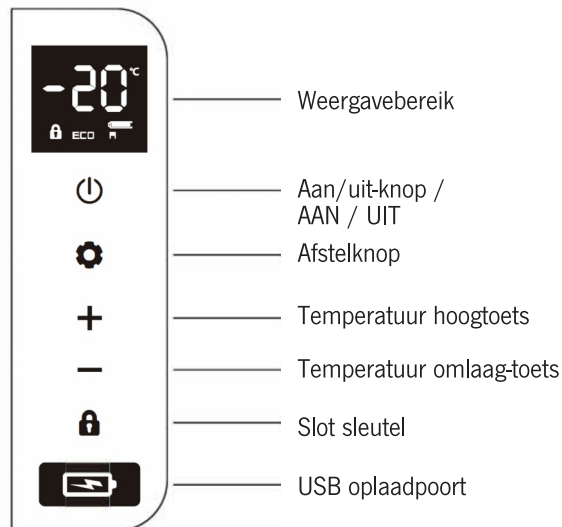 -20℃
ECO
Weergavebereik
Aan/uit-knop /
AAN / UIT
Afstelknop
Temperatuur hoogtoets
Temperatuur omlaag-toets
Slot sleutel
USB oplaadpoort